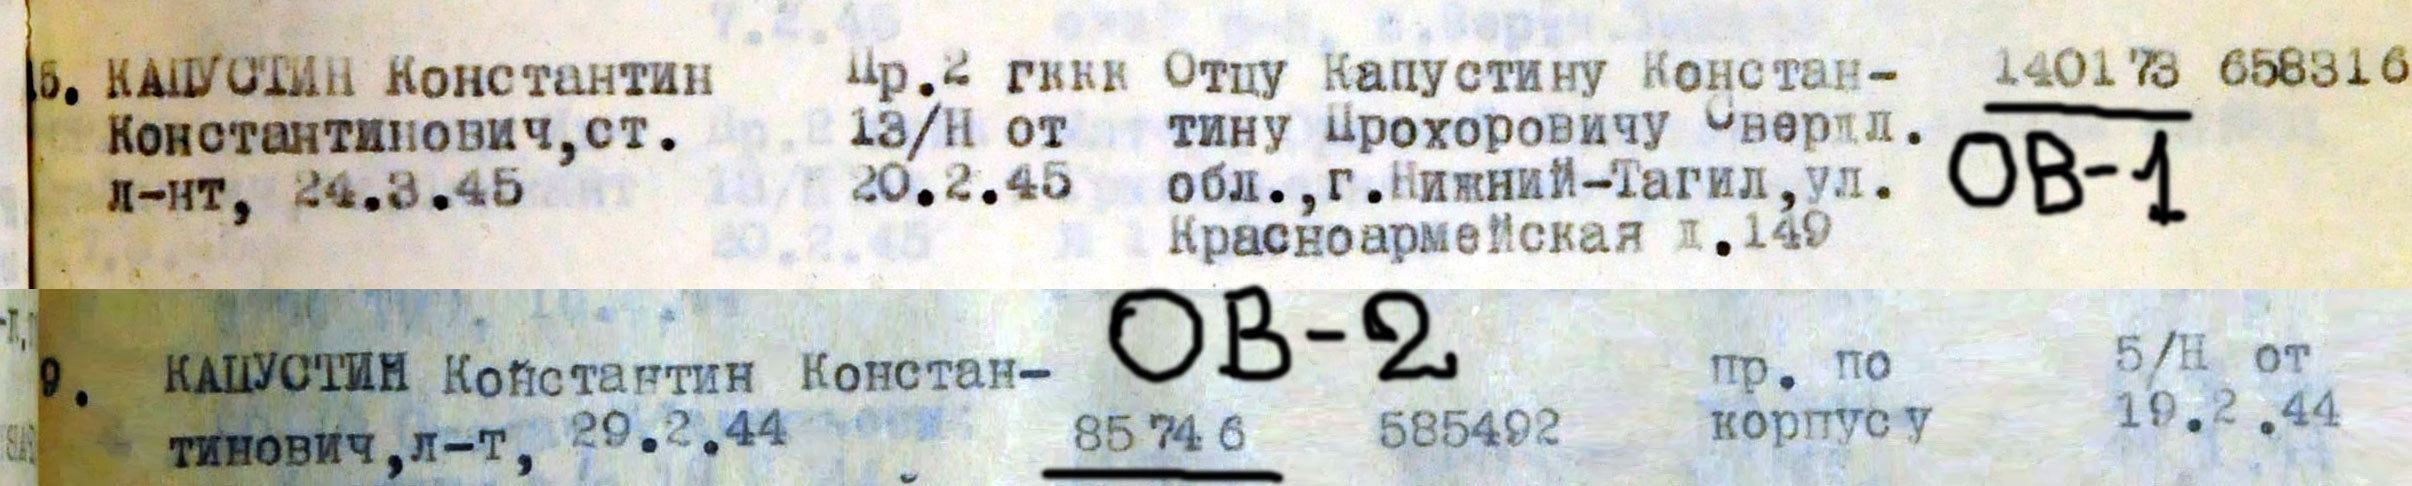 5. КАПУСТИН Константин Пр.2 гккк Отцу Капустину Констан- 140173 658316
Константинович,ст. 13/Н от тину Прохоровичу Свердл. ОВ-1
л-нт, 24.3.45 20.2.45 обл.,г.Нижний-Тагил,ул.
Красноармейская д.149
ОВ-2
9. КАПУСТИН Константин Констан- пр. по 5/Н от
тинович,л-т, 29.2.44 85746 585492 корпусу 19.2.44